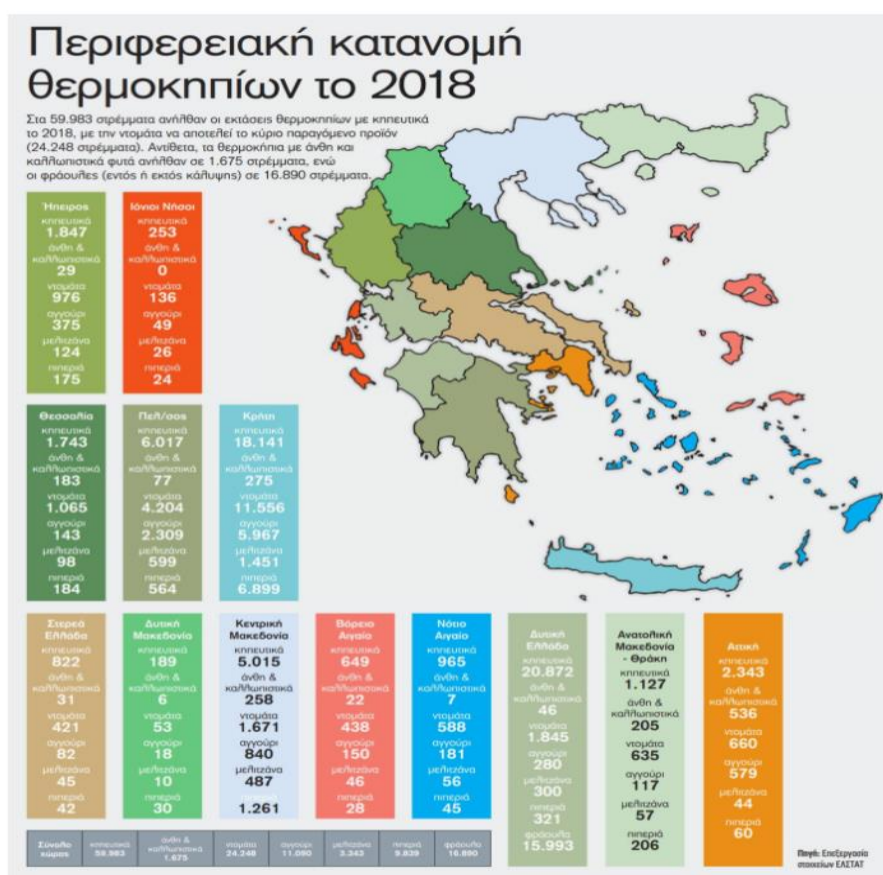 Περιφερειακή κατανομή
θερμοκηπίων το 2018
Στα 59.983 στρέμματα ανήλθαν οι εκτάσεις θερμοκηπίων με κηπευτικά
το 2018, με την ντομάτα να αποτελεί το κύριο παραγόμενο προϊόν
(24.248 στρέμματα). Αντίθετα, τα θερμοκήπια με άνθη και
καλλωπιστικά φυτά ανήλθαν σε 1.675 στρέμματα, ενώ
οι φράουλες (εντός ή εκτός κάλυψης) σε 16.890 στρέμματα.
Ήπειρος
κηπευτικά
1.847
άνθη &
καλλωπιστικά
29
ντομάτα
976
αγγούρι
375
μελιτζάνα
124
πιπεριά
175
Ιόνιοι Νήσοι
κηπευτικά
253
άνθη &
καλλωπιστικά
0
ντομάτα
136
αγγούρι
49
μελιτζάνα
26
πιπεριά
24
Θεσσαλία
κηπευτικά
1.743
άνθη &
καλλωπιστικά
183
ντομάτα
1.065
αγγούρι
143
μελιτζάνα
98
πιπεριά
184
Πελ/σος
κηπευτικά
6.017
άνθη &
καλλωπιστικά
77
ντομάτα
4.204
αγγούρι
2.309
μελιτζάνα
599
πιπεριά
564
Κρήτη
κηπευτικά
18.141
άνθη &
καλλωπιστικά
275
ντομάτα
11.556
αγγούρι
5.967
μελιτζάνα
1.451
πιπεριά
6.899
Στερεά
Ελλάδα
κηπευτικά
822
άνθη &
καλλωπιστικά
31
ντομάτα
421
αγγούρι
82
μελιτζάνα
45
πιπεριά
42
Δυτική
Μακεδονία
κηπευτικά
189
άνθη &
καλλωπιστικά
6
ντομάτα
53
αγγούρι
18
μελιτζάνα
10
πιπεριά
30
Κεντρική
Μακεδονία
κηπευτικά
5.015
άνθη &
καλλωπιστικά
258
ντομάτα
1.671
αγγούρι
840
μελιτζάνα
487
πιπεριά
1.261
Βόρειο
Αιγαίο
κηπευτικά
649
άνθη &
καλλωπιστικά
22
ντομάτα
438
αγγούρι
150
μελιτζάνα
46
πιπεριά
28
Νότιο
Αιγαίο
κηπευτικά
965
άνθη &
καλλωπιστικά
7
ντομάτα
588
αγγούρι
181
μελιτζάνα
56
πιπεριά
45
Δυτική
Ελλάδα
κηπευτικά
20.872
άνθη &
καλλωπιστικά
46
ντομάτα
1.845
αγγούρι
280
μελιτζάνα
300
πιπεριά
321
φράουλα
15.993
Ανατολική
Μακεδονία
- Θράκη
κηπευτικά
1.127
άνθη &
καλλωπιστικά
205
ντομάτα
635
αγγούρι
117
μελιτζάνα
57
πιπεριά
206
Αττική
κηπευτικά
2.343
άνθη &
καλλωπιστικά
536
ντομάτα
660
αγγούρι
579
μελιτζάνα
44
πιπεριά
60
Σύνολο
χώρας
κηπευτικά
59.983
άνθη &
καλλωπιστικά
1.675
ντομάτα
24.248
αγγούρι
11.090
μελιτζάνα
3.343
πιπεριά
9.839
φράουλα
16.890
Πηγή: Επεξεργασία
στοιχείων ΕΛΣΤΑΤ